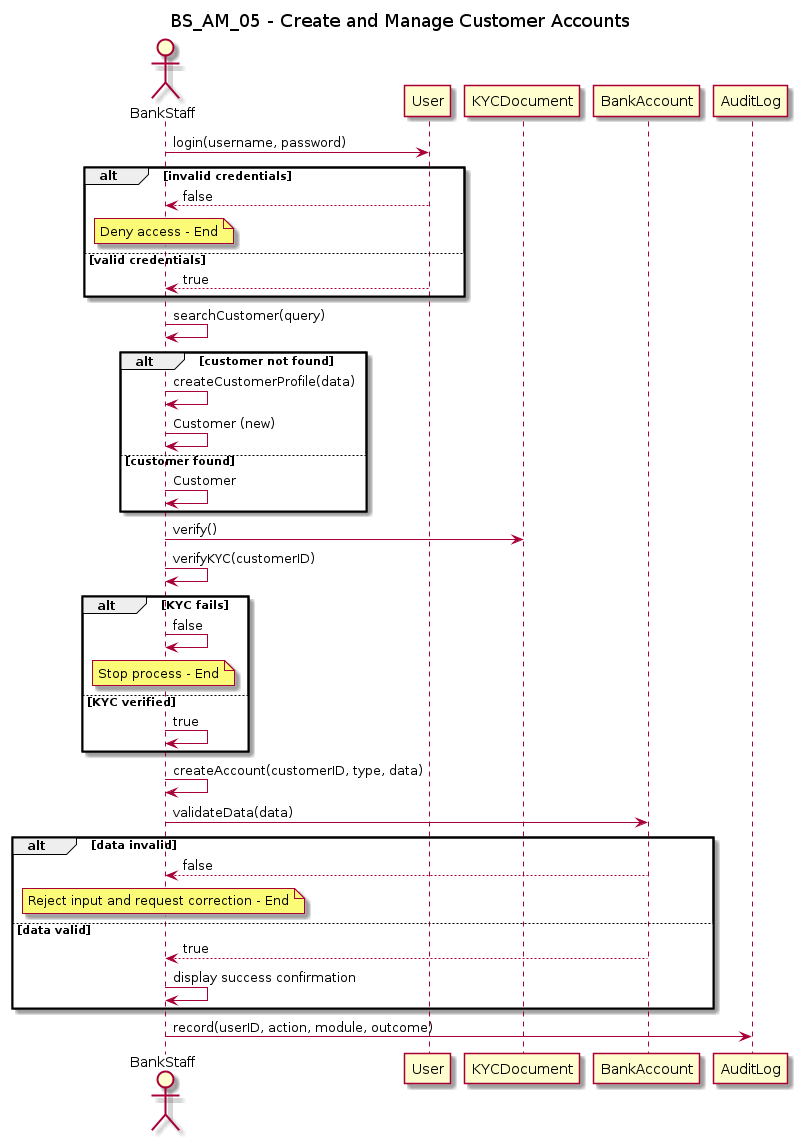 BS_AM_05 - Create and Manage Customer Accounts
BankStaff
User
KYCDocument
BankAccount
AuditLog
login(username, password)
alt
[invalid credentials]
false
Deny access - End
[valid credentials]
true
searchCustomer(query)
alt
[customer not found]
createCustomerProfile(data)
Customer (new)
[customer found]
Customer
verify()
verifyKYC(customerID)
alt
[KYC fails]
false
Stop process - End
[KYC verified]
true
createAccount(customerID, type, data)
validateData(data)
alt
[data invalid]
false
Reject input and request correction - End
[data valid]
true
display success confirmation
record(userID, action, module, outcome)
BankStaff
User
KYCDocument
BankAccount
AuditLog